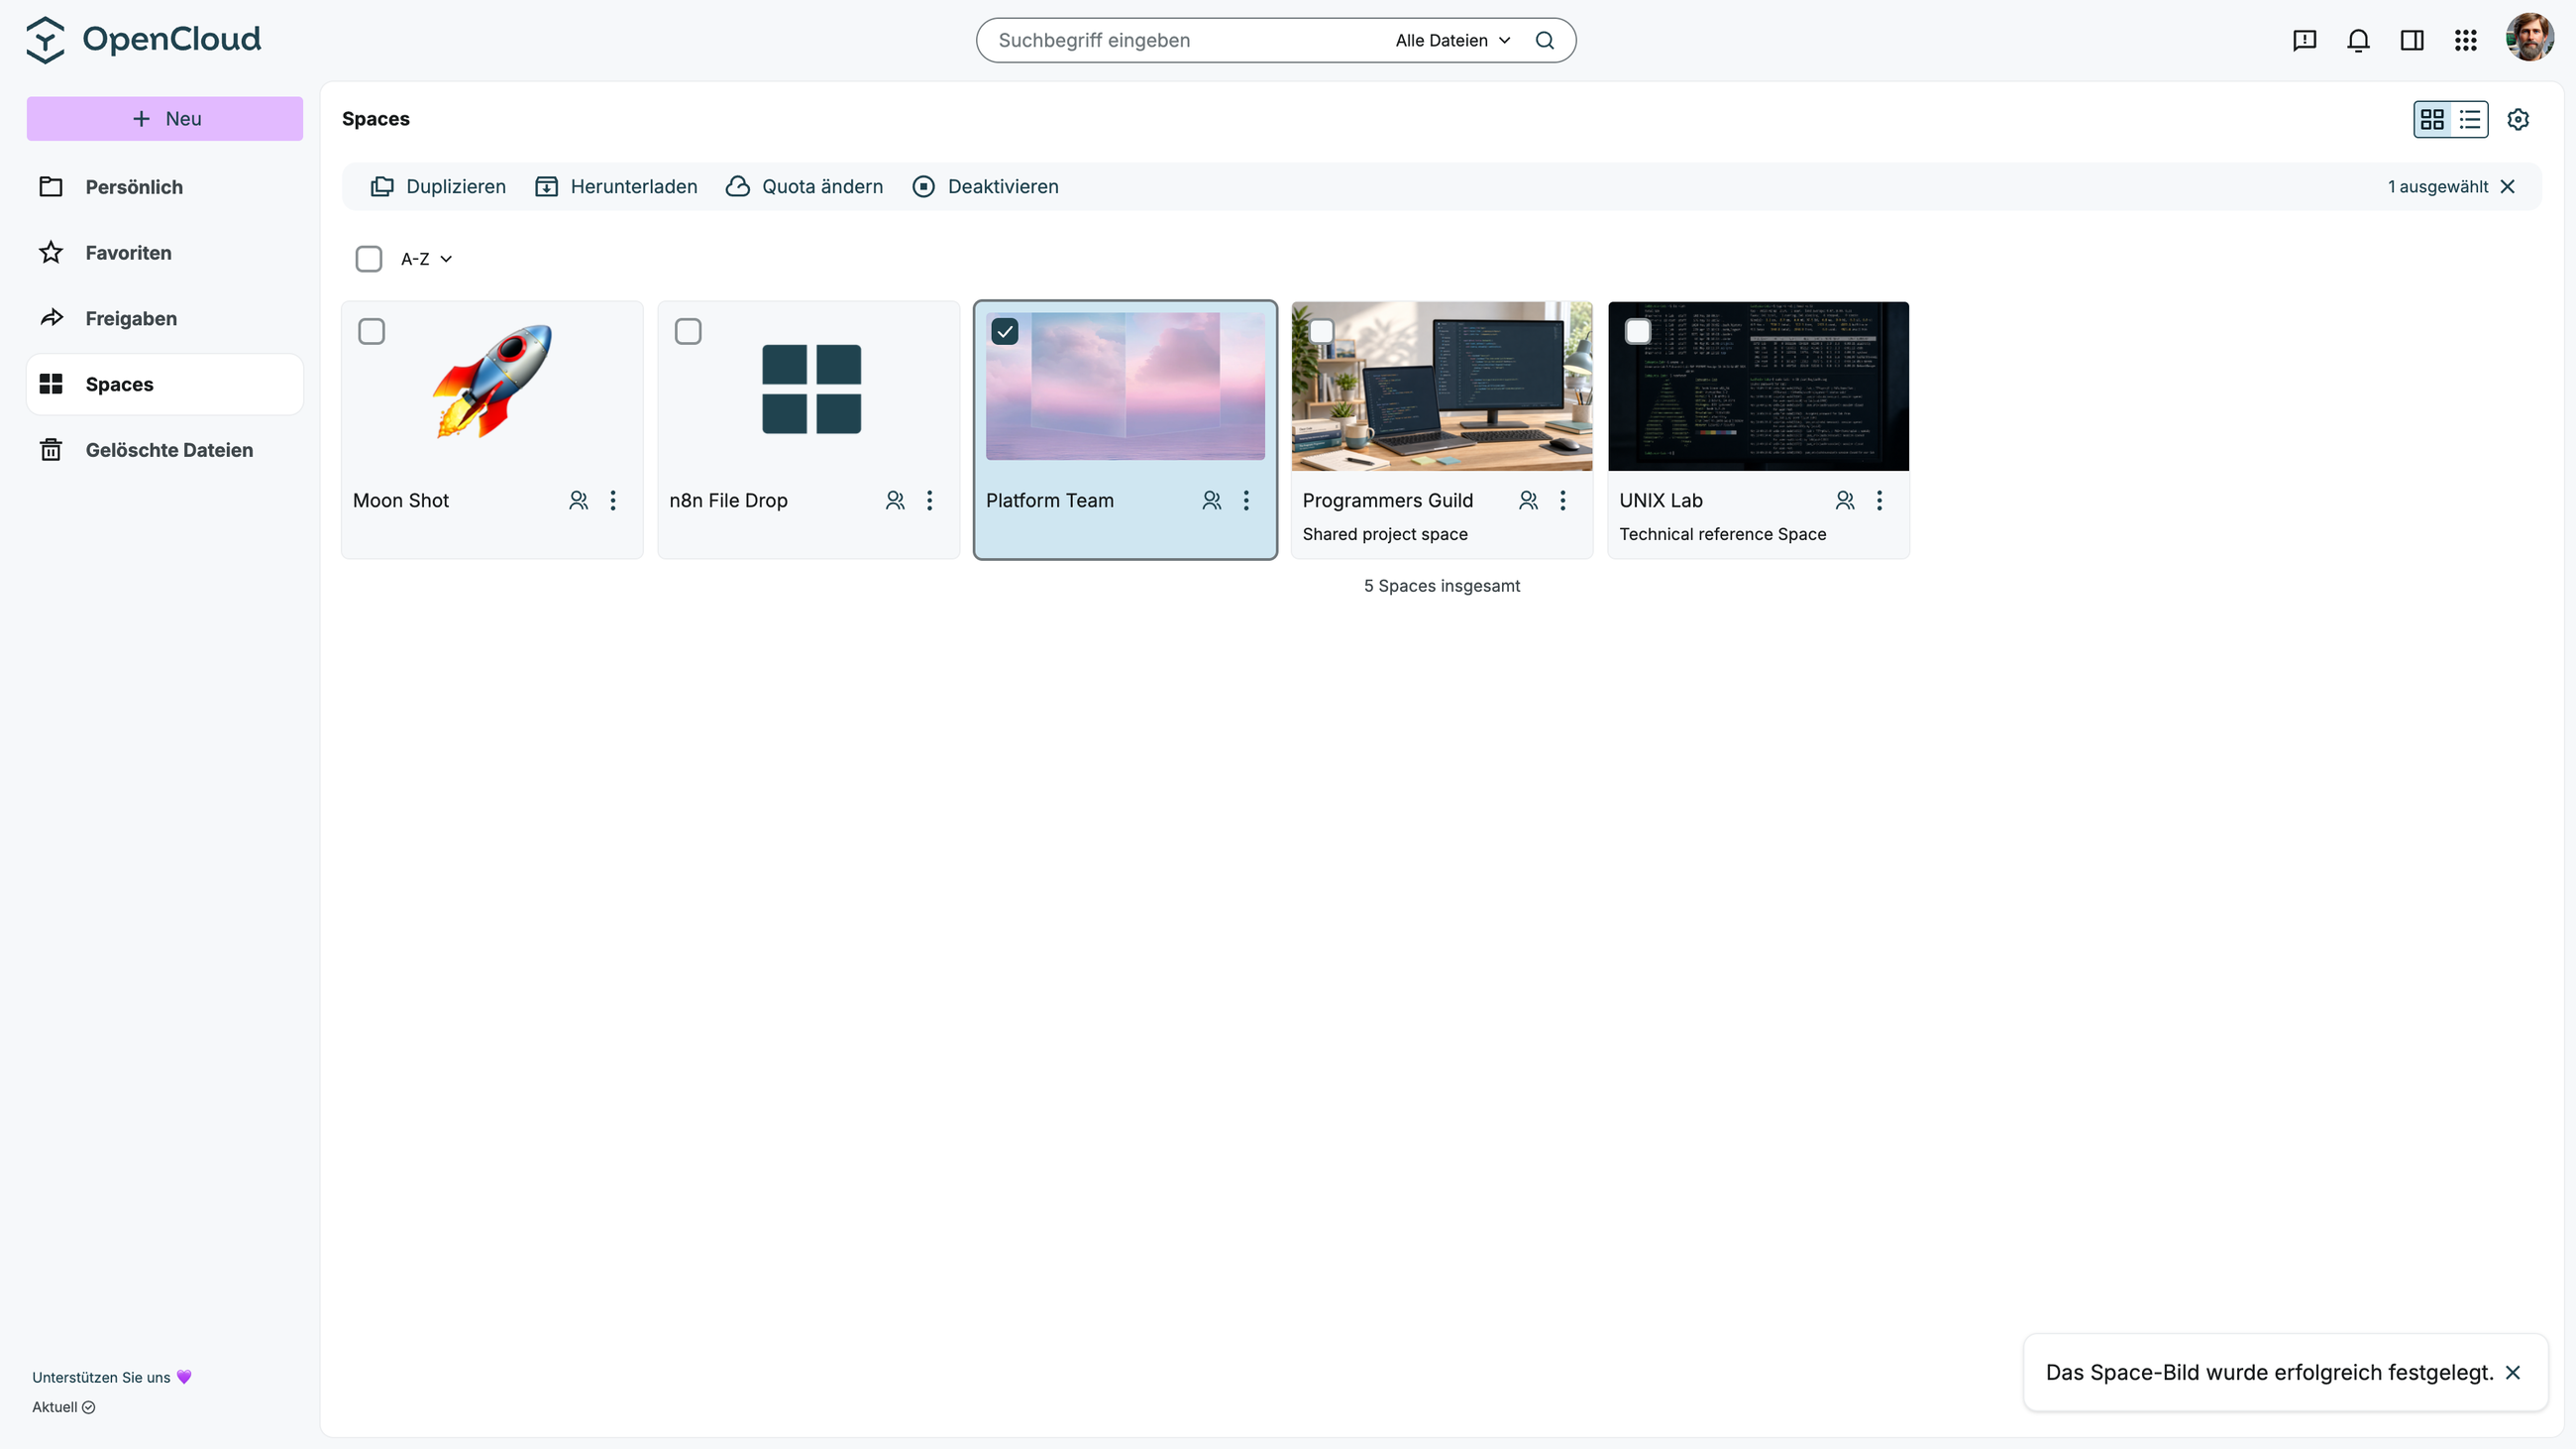 OpenCloud
Suchbegriff eingeben
Alle Dateien
Neu
Persönlich
Favoriten
Freigaben
Spaces
Gelöschte Dateien
Unterstützen Sie uns 💜
Aktuell
Spaces
Duplizieren
Herunterladen
Quota ändern
Deaktivieren
1 ausgewählt
A-Z
Moon Shot
n8n File Drop
Platform Team
Programmers Guild
Shared project space
UNIX Lab
Technical reference Space
5 Spaces insgesamt
Das Space-Bild wurde erfolgreich festgelegt.